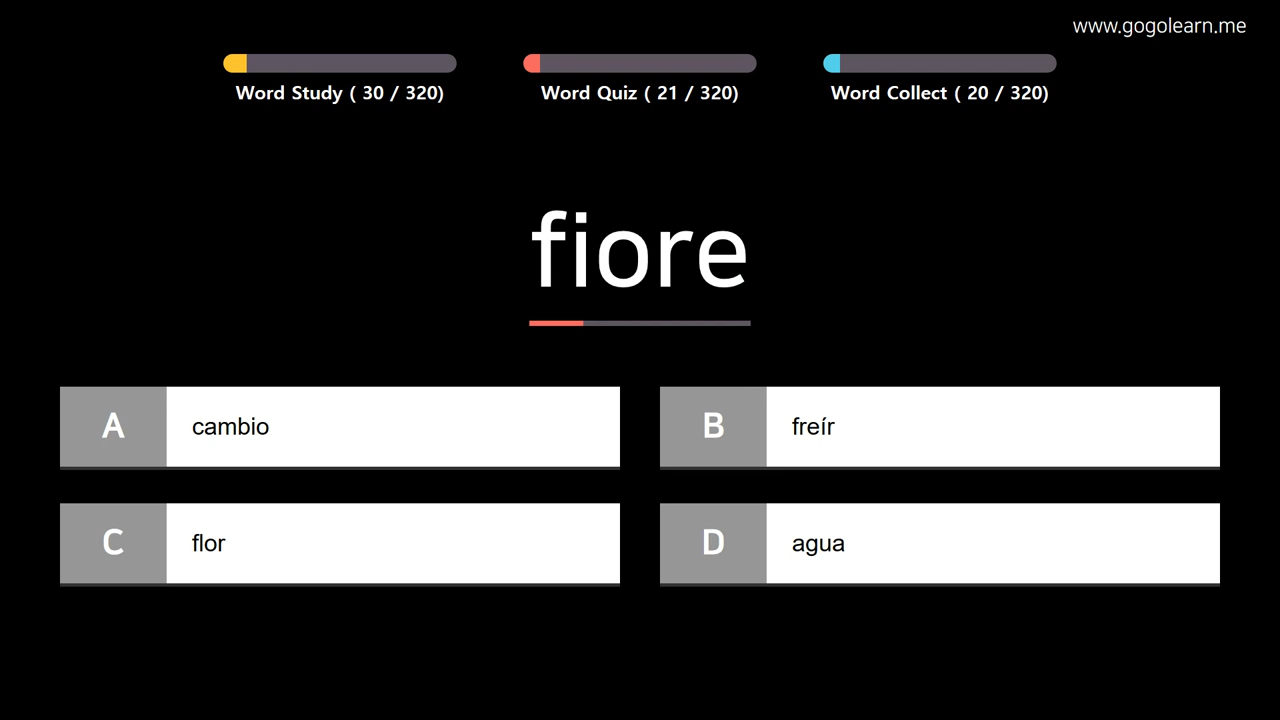 www.gogolearn.me
Word Study ( 30 / 320)
Word Quiz ( 21 / 320)
Word Collect ( 20 / 320)
fiore
A
cambio
B
freír
C
flor
D
agua